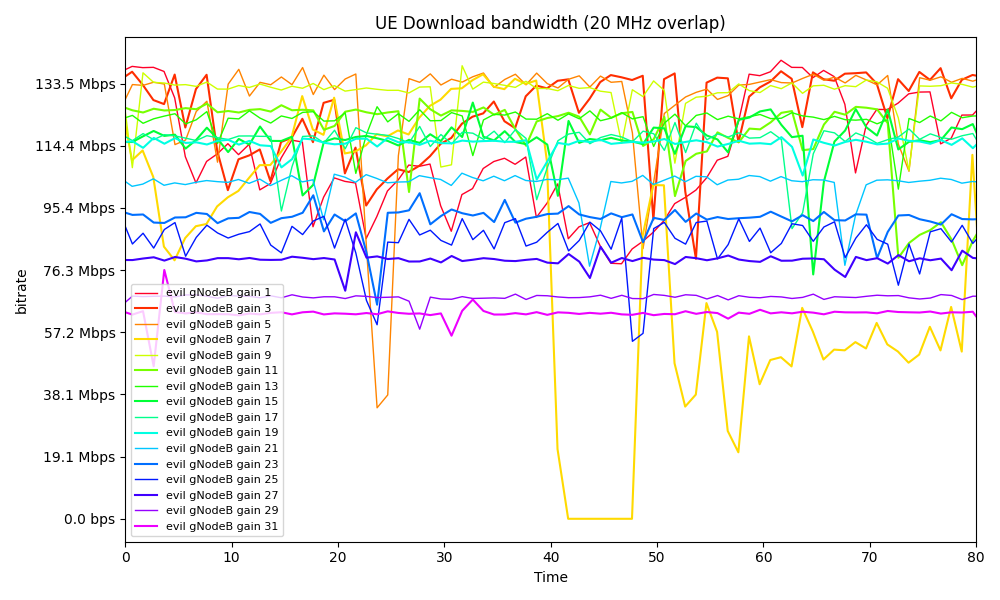 UE Download bandwidth (20 MHz overlap)
bitrate
133.5 Mbps
114.4 Mbps
95.4 Mbps
76.3 Mbps
57.2 Mbps
38.1 Mbps
19.1 Mbps
0.0 bps
evil gNodeB gain 1
evil gNodeB gain 3
evil gNodeB gain 5
evil gNodeB gain 7
evil gNodeB gain 9
evil gNodeB gain 11
evil gNodeB gain 13
evil gNodeB gain 15
evil gNodeB gain 17
evil gNodeB gain 19
evil gNodeB gain 21
evil gNodeB gain 23
evil gNodeB gain 25
evil gNodeB gain 27
evil gNodeB gain 29
evil gNodeB gain 31
0 10 20 30 40 50 60 70 80
Time